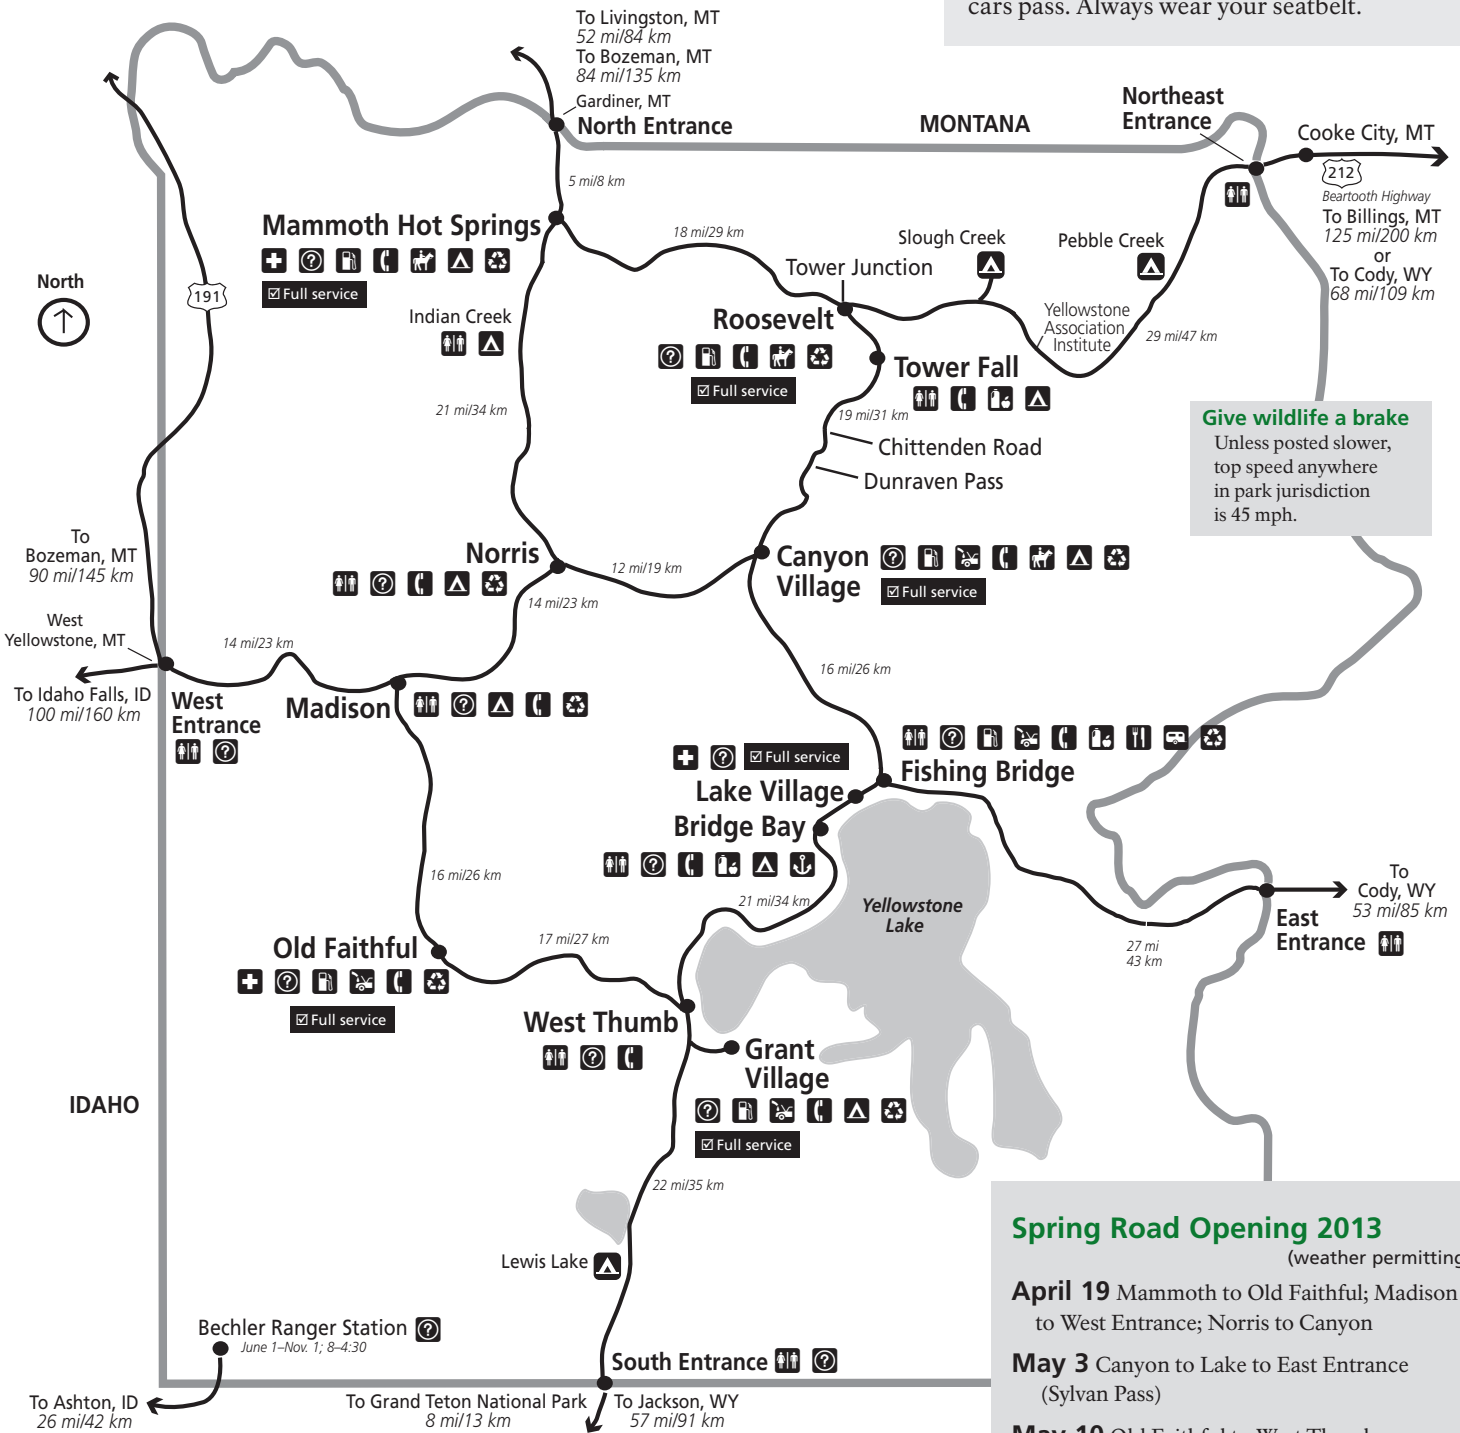 cars pass. Always wear your seatbelt.
To Livingston, MT
52 mi/84 km
To Bozeman, MT
84 mi/135 km
Gardiner, MT
North Entrance
MONTANA
Northeast
Entrance
Cooke City, MT
212
Beartooth Highway
To Billings, MT
125 mi/200 km
or
To Cody, WY
68 mi/109 km
5 mi/8 km
Mammoth Hot Springs
Full service
18 mi/29 km
Slough Creek
Pebble Creek
Tower Junction
North
191
Indian Creek
Roosevelt
Full service
Yellowstone
Association
Institute
29 mi/47 km
Tower Fall
21 mi/34 km
19 mi/31 km
Chittenden Road
Dunraven Pass
Give wildlife a brake
Unless posted slower,
top speed anywhere
in park jurisdiction
is 45 mph.
To
Bozeman, MT
90 mi/145 km
Norris
12 mi/19 km
Canyon
Village
Full service
14 mi/23 km
West
Yellowstone, MT
14 mi/23 km
To Idaho Falls, ID
100 mi/160 km
West
Entrance
Madison
16 mi/26 km
Full service
Fishing Bridge
Lake Village
Bridge Bay
16 mi/26 km
21 mi/34 km
Yellowstone
Lake
To
Cody, WY
53 mi/85 km
East
Entrance
27 mi
43 km
Old Faithful
Full service
17 mi/27 km
West Thumb
Grant
Village
Full service
IDAHO
22 mi/35 km
Lewis Lake
Bechler Ranger Station
June 1–Nov. 1; 8–4:30
South Entrance
To Ashton, ID
26 mi/42 km
To Grand Teton National Park
8 mi/13 km
To Jackson, WY
57 mi/91 km
Spring Road Opening 2013
(weather permitting
April 19 Mammoth to Old Faithful; Madison
to West Entrance; Norris to Canyon
May 3 Canyon to Lake to East Entrance
(Sylvan Pass)
May 10 Old Faithful to West Thumb